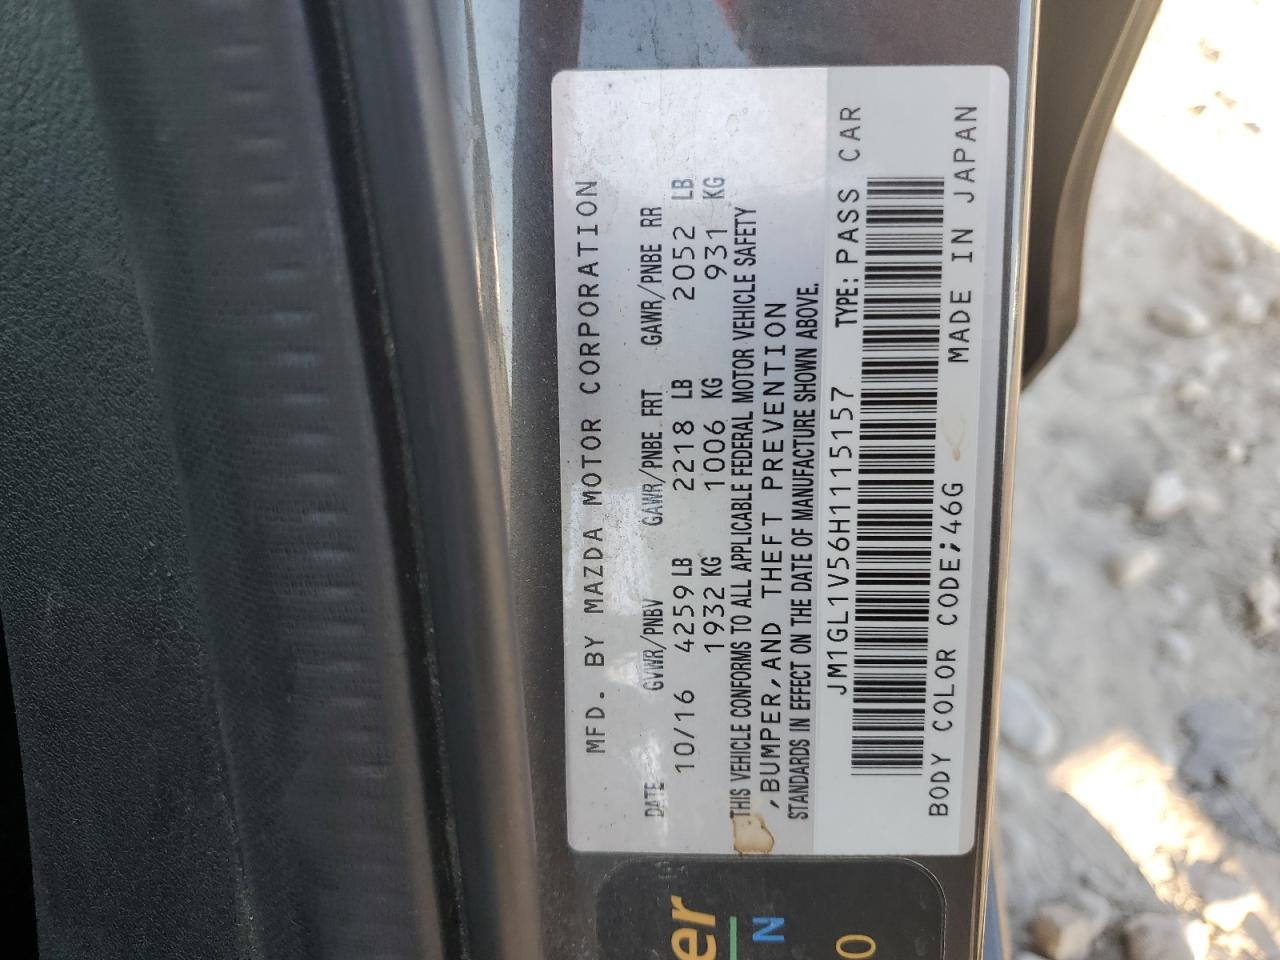 MFD. BY MAZDA MOTOR CORPORATION
DATE GVWR/PNBV GAWR/PNBE FRT GAWR/PNBE RR
10/16 4259 LB 2218 LB 2052 LB
1932 KG 1006 KG 931 KG
THIS VEHICLE CONFORMS TO ALL APPLICABLE FEDERAL MOTOR VEHICLE SAFETY
,BUMPER,AND THEFT PREVENTION
STANDARDS IN EFFECT ON THE DATE OF MANUFACTURE SHOWN ABOVE.
JM1GL1V56H1115157 TYPE: PASS CAR
BODY COLOR CODE;46G MADE IN JAPAN
er
N
0